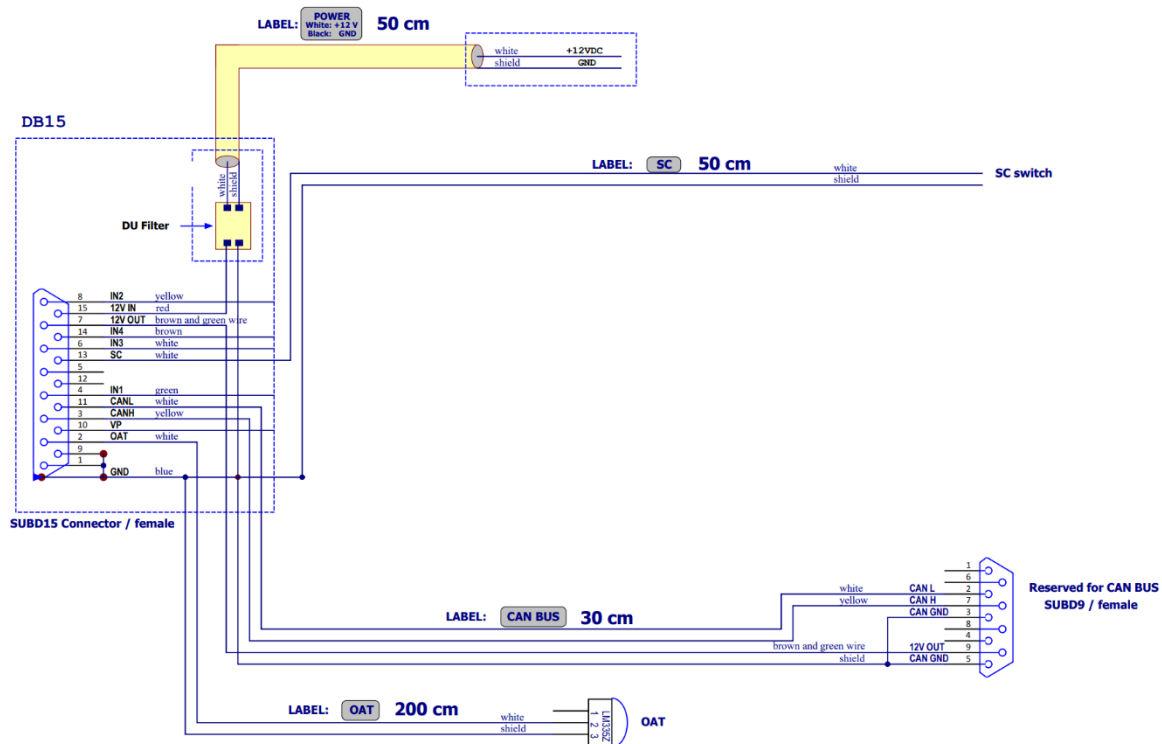 LABEL: POWER 50 cm
White: +12 V
Black: GND
white +12VDC
shield GND
DB15
LABEL: SC 50 cm
white
shield
SC switch
white
shield
DU Filter
8 IN2 yellow
15 12V IN red
7 12V OUT brown and green wire
14 IN4 brown
6 IN3 white
13 SC white
5
12
4 IN1 green
11 CANL white
3 CANH yellow
10 VP
2 OAT white
9
1
GND blue
SUBD15 Connector / female
1
6
white CAN L 2
yellow CAN H 7
CAN GND 3
8
4
brown and green wire 12V OUT 9
shield CAN GND 5
Reserved for CAN BUS
SUBD9 / female
LABEL: CAN BUS 30 cm
LABEL: OAT 200 cm
white
shield
1 2 3
LM335Z
OAT